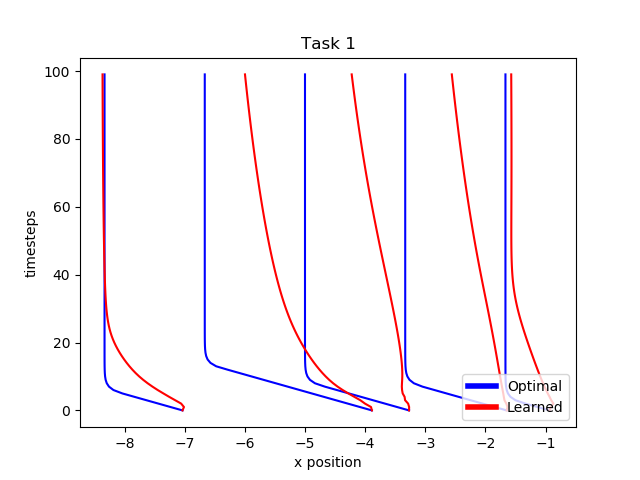 Task 1
100
80
60
40
20
0
timesteps
−8 −7 −6 −5 −4 −3 −2 −1
x position
Optimal
Learned